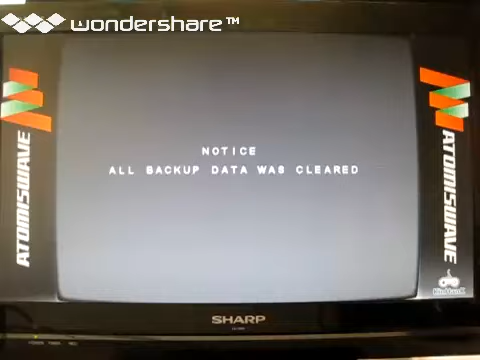 wondershare™
NOTICE
ALL BACKUP DATA WAS CLEARED
ATOMISWAVE
ATOMISWAVE
SHARP